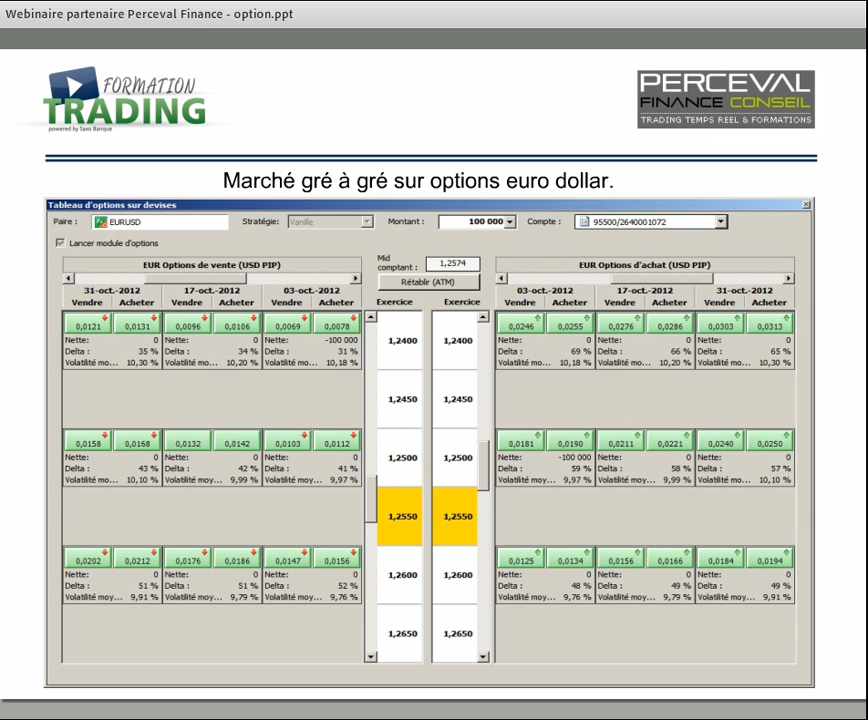 Webinaire partenaire Perceval Finance - option.ppt
FORMATION
TRADING
powered by Saxo Banque
PERCEVAL
FINANCE CONSEIL
TRADING TEMPS REEL & FORMATIONS
Marché gré à gré sur options euro dollar.
Tableau d'options sur devises
Paire : EURUSD Stratégie: Vanille Montant : 100 000 Compte : 95500/2640001072
Lancer module d'options
EUR Options de vente (USD PIP) Mid comptant : 1,2574 EUR Options d'achat (USD PIP)
Rétablir (ATM)
31-oct.-2012 17-oct.-2012 03-oct.-2012 03-oct.-2012 17-oct.-2012 31-oct.-2012
Vendre Acheter Vendre Acheter Vendre Acheter Exercice Exercice Vendre Acheter Vendre Acheter Vendre Acheter
0,0121 0,0131 0,0096 0,0106 0,0069 0,0078 0,0246 0,0255 0,0276 0,0286 0,0303 0,0313
Nette: 0 Nette: 0 Nette: -100 000 1,2400 1,2400 Nette: 0 Nette: 0 Nette: 0
Delta : 35 % Delta : 34 % Delta : 31 % Delta : 69 % Delta : 66 % Delta : 65 %
Volatilité mo... 10,30 % Volatilité mo... 10,20 % Volatilité mo... 10,18 % Volatilité mo... 10,18 % Volatilité mo... 10,20 % Volatilité mo... 10,30 %
1,2450 1,2450
0,0158 0,0168 0,0132 0,0142 0,0103 0,0112 0,0181 0,0190 0,0211 0,0221 0,0240 0,0250
Nette: 0 Nette: 0 Nette: 0 1,2500 1,2500 Nette: -100 000 Nette: 0 Nette: 0
Delta : 43 % Delta : 42 % Delta : 41 % Delta : 59 % Delta : 58 % Delta : 57 %
Volatilité mo... 10,10 % Volatilité moy... 9,99 % Volatilité moy... 9,97 % Volatilité moy... 9,97 % Volatilité moy... 9,99 % Volatilité mo... 10,10 %
1,2550 1,2550
0,0202 0,0212 0,0176 0,0186 0,0147 0,0156 0,0125 0,0134 0,0156 0,0166 0,0184 0,0194
Nette: 0 Nette: 0 Nette: 0 1,2600 1,2600 Nette: 0 Nette: 0 Nette: 0
Delta : 51 % Delta : 51 % Delta : 52 % Delta : 48 % Delta : 49 % Delta : 49 %
Volatilité moy... 9,91 % Volatilité moy... 9,79 % Volatilité moy... 9,76 % Volatilité moy... 9,76 % Volatilité moy... 9,79 % Volatilité moy... 9,91 %
1,2650 1,2650